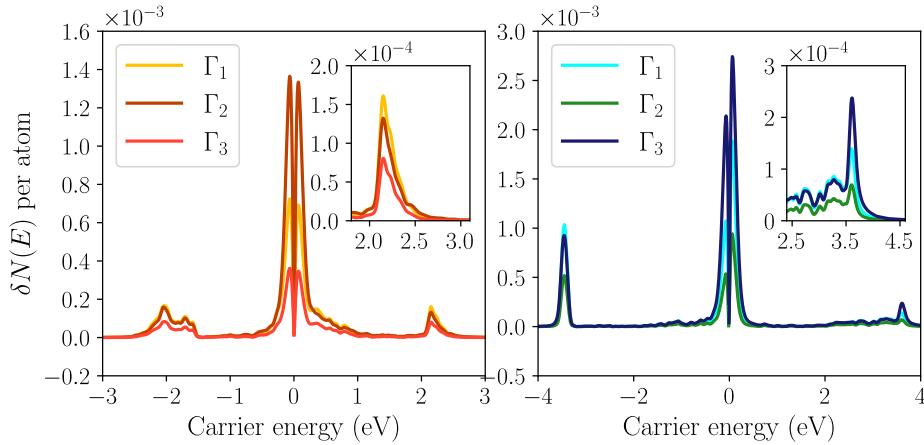 ×10⁻³
1.6
1.4
1.2
1.0
0.8
0.6
0.4
0.2
0.0
−0.2
δN(E) per atom
Γ₁
Γ₂
Γ₃
×10⁻⁴
2.0
1.5
1.0
0.5
0.0
2.0 2.5 3.0
−3 −2 −1 0 1 2 3
Carrier energy (eV)
×10⁻³
3.0
2.5
2.0
1.5
1.0
0.5
0.0
−0.5
Γ₁
Γ₂
Γ₃
×10⁻⁴
3
2
1
0
2.5 3.5 4.5
−4 −2 0 2 4
Carrier energy (eV)